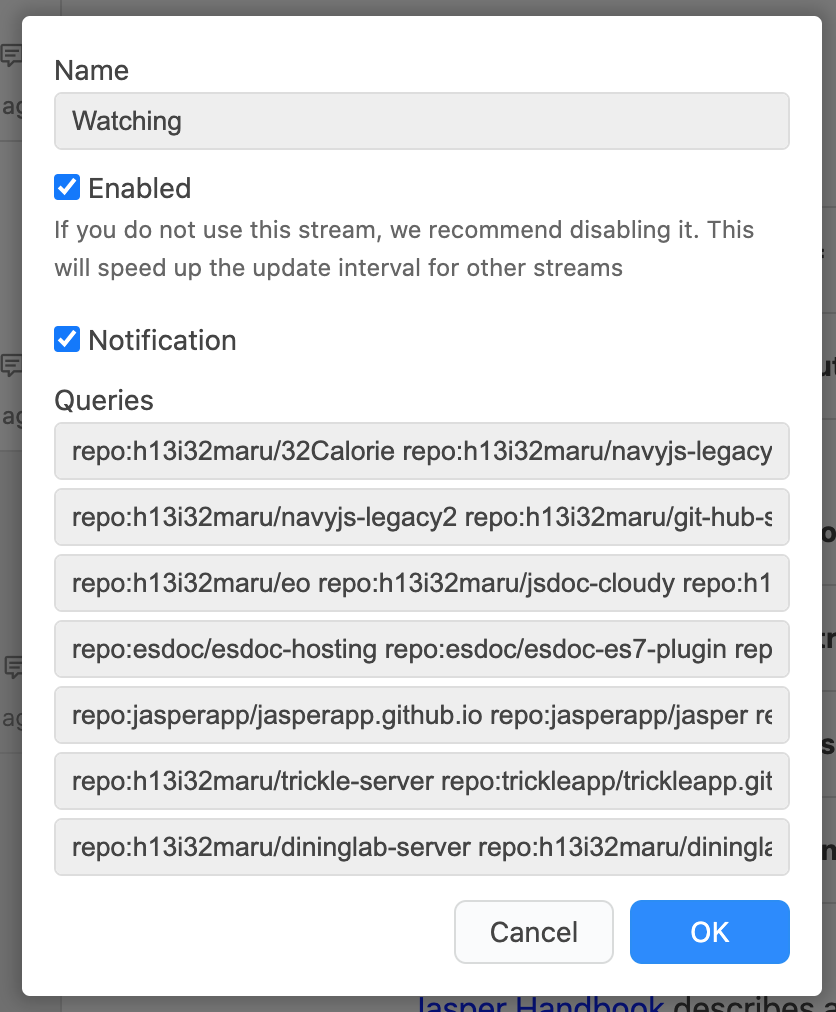 Name
Watching
Enabled
If you do not use this stream, we recommend disabling it. This
will speed up the update interval for other streams
Notification
Queries
repo:h13i32maru/32Calorie repo:h13i32maru/navyjs-legacy
repo:h13i32maru/navyjs-legacy2 repo:h13i32maru/git-hub-s
repo:h13i32maru/eo repo:h13i32maru/jsdoc-cloudy repo:h1
repo:esdoc/esdoc-hosting repo:esdoc/esdoc-es7-plugin rep
repo:jasperapp/jasperapp.github.io repo:jasperapp/jasper re
repo:h13i32maru/trickle-server repo:trickleapp/trickleapp.git
repo:h13i32maru/dininglab-server repo:h13i32maru/dininglab
Cancel
OK
Jasper Handbook describes